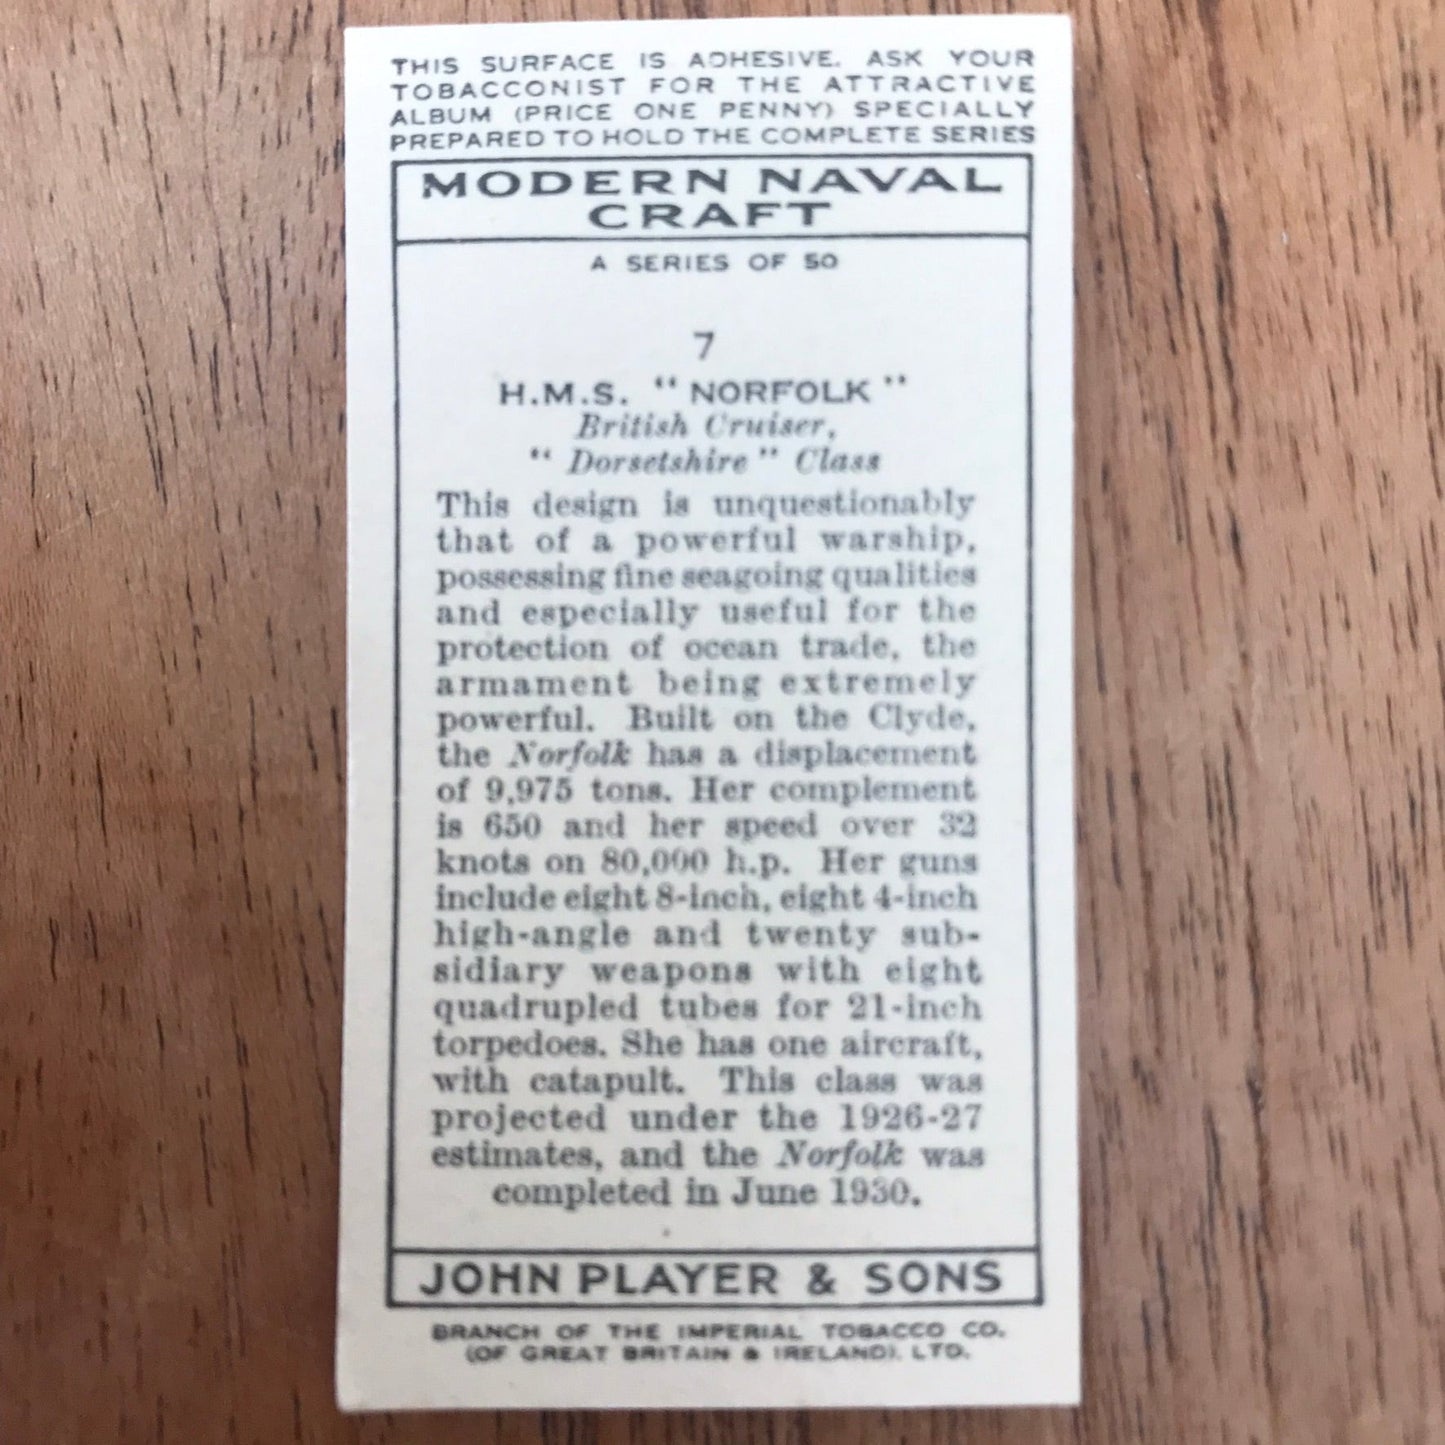 THIS SURFACE IS ADHESIVE. ASK YOUR
TOBACCONIST FOR THE ATTRACTIVE
ALBUM (PRICE ONE PENNY) SPECIALLY
PREPARED TO HOLD THE COMPLETE SERIES
MODERN NAVAL
CRAFT
A SERIES OF 50
7
H.M.S. "NORFOLK"
British Cruiser,
"Dorsetshire" Class
This design is unquestionably
that of a powerful warship,
possessing fine seagoing qualities
and especially useful for the
protection of ocean trade, the
armament being extremely
powerful. Built on the Clyde,
the Norfolk has a displacement
of 9,975 tons. Her complement
is 650 and her speed over 32
knots on 80,000 h.p. Her guns
include eight 8-inch, eight 4-inch
high-angle and twenty sub-
sidiary weapons with eight
quadrupled tubes for 21-inch
torpedoes. She has one aircraft,
with catapult. This class was
projected under the 1926-27
estimates, and the Norfolk was
completed in June 1930.
JOHN PLAYER & SONS
BRANCH OF THE IMPERIAL TOBACCO CO.
(OF GREAT BRITAIN & IRELAND), LTD.